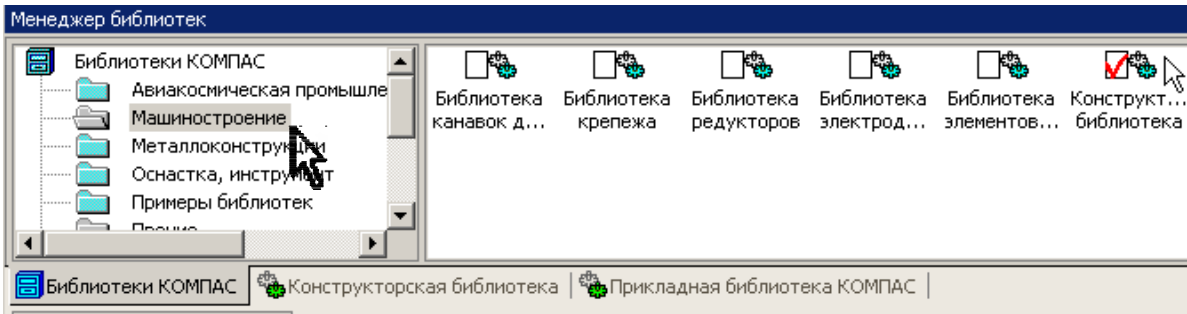 Менеджер библиотек
Библиотеки КОМПАС
Авиакосмическая промышле
Машиностроение
Металлоконструкции
Оснастка, инструмент
Примеры библиотек
Прочие
Библиотека канавок д...
Библиотека крепежа
Библиотека редукторов
Библиотека электрод...
Библиотека элементов...
Конструкт... библиотека
Библиотеки КОМПАС
Конструкторская библиотека
Прикладная библиотека КОМПАС